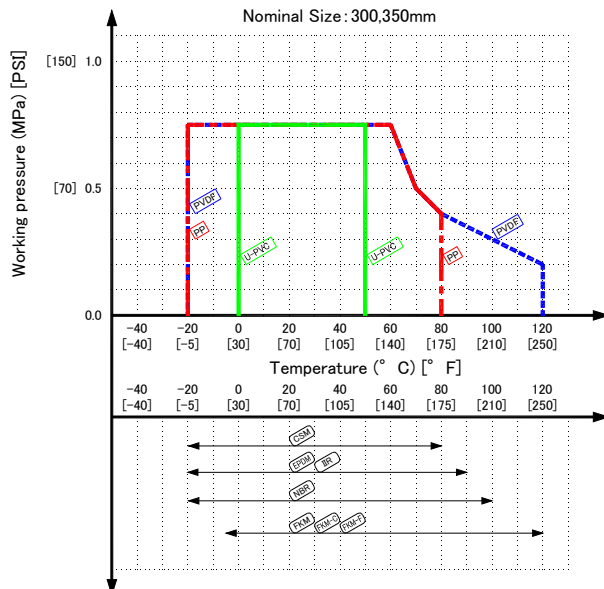 Nominal Size : 300,350mm
Working pressure (MPa) [PSI]
[150] 1.0
[70] 0.5
0.0
PVDF
PP
U-PVC
U-PVC
PP
PVDF
-40 -20 0 20 40 60 80 100 120
[-40] [-5] [30] [70] [105] [140] [175] [210] [250]
Temperature (° C) [° F]
-40 -20 0 20 40 60 80 100 120
[-40] [-5] [30] [70] [105] [140] [175] [210] [250]
CSM
EPDM IIR
NBR
FKM FKM-C FKM-F